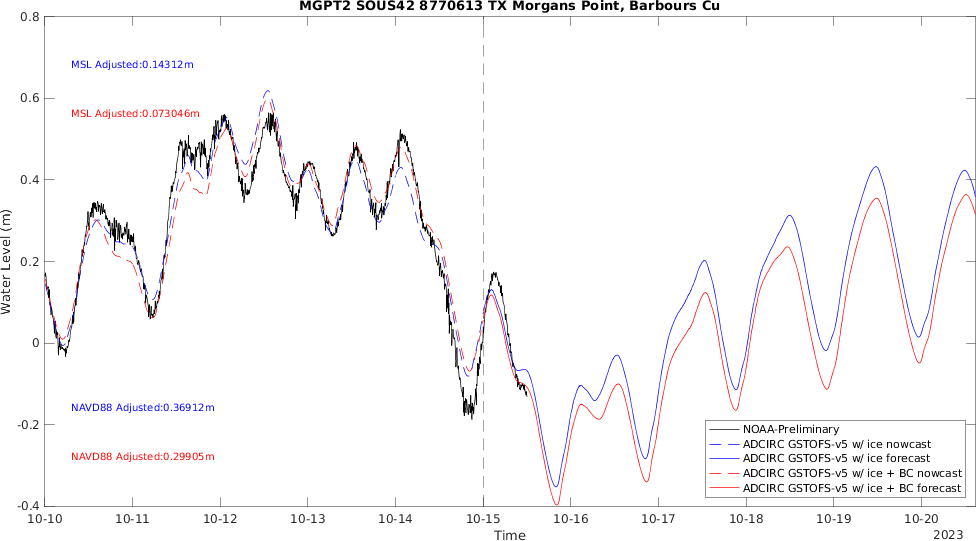 MGPT2 SOUS42 8770613 TX Morgans Point, Barbours Cu
0.8
0.6
0.4
0.2
0
-0.2
-0.4
Water Level (m)
MSL Adjusted:0.14312m
MSL Adjusted:0.073046m
NAVD88 Adjusted:0.36912m
NAVD88 Adjusted:0.29905m
NOAA-Preliminary
ADCIRC GSTOFS-v5 w/ ice nowcast
ADCIRC GSTOFS-v5 w/ ice forecast
ADCIRC GSTOFS-v5 w/ ice + BC nowcast
ADCIRC GSTOFS-v5 w/ ice + BC forecast
10-10 10-11 10-12 10-13 10-14 10-15 10-16 10-17 10-18 10-19 10-20
Time
2023